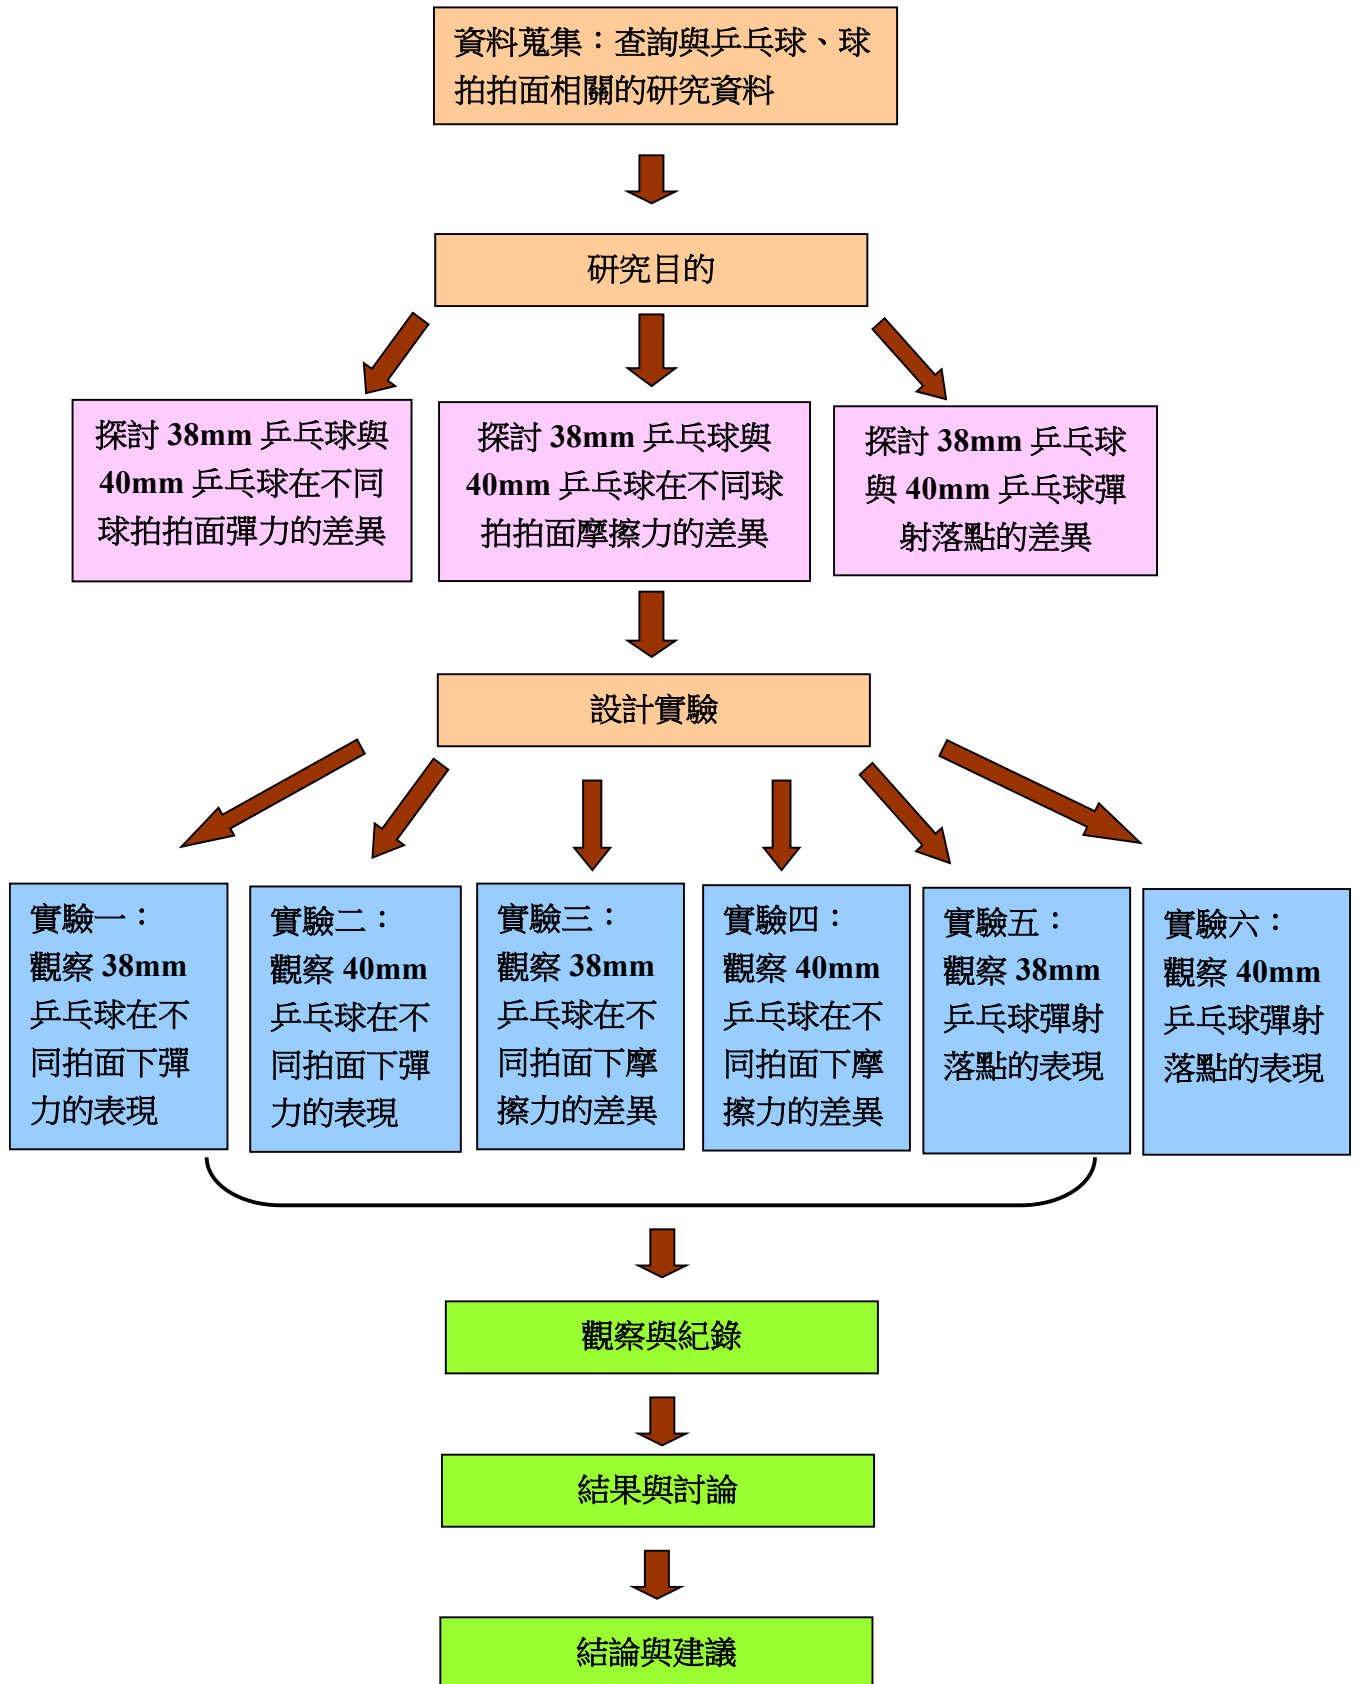 資料蒐集：查詢與乒乓球、球
拍拍面相關的研究資料
研究目的
探討 38mm 乒乓球與
40mm 乒乓球在不同
球拍拍面彈力的差異
探討 38mm 乒乓球與
40mm 乒乓球在不同球
拍拍面摩擦力的差異
探討 38mm 乒乓球
與 40mm 乒乓球彈
射落點的差異
設計實驗
實驗一：
觀察 38mm
乒乓球在不
同拍面下彈
力的表現
實驗二：
觀察 40mm
乒乓球在不
同拍面下彈
力的表現
實驗三：
觀察 38mm
乒乓球在不
同拍面下摩
擦力的差異
實驗四：
觀察 40mm
乒乓球在不
同拍面下摩
擦力的差異
實驗五：
觀察 38mm
乒乓球彈射
落點的表現
實驗六：
觀察 40mm
乒乓球彈射
落點的表現
觀察與紀錄
結果與討論
結論與建議